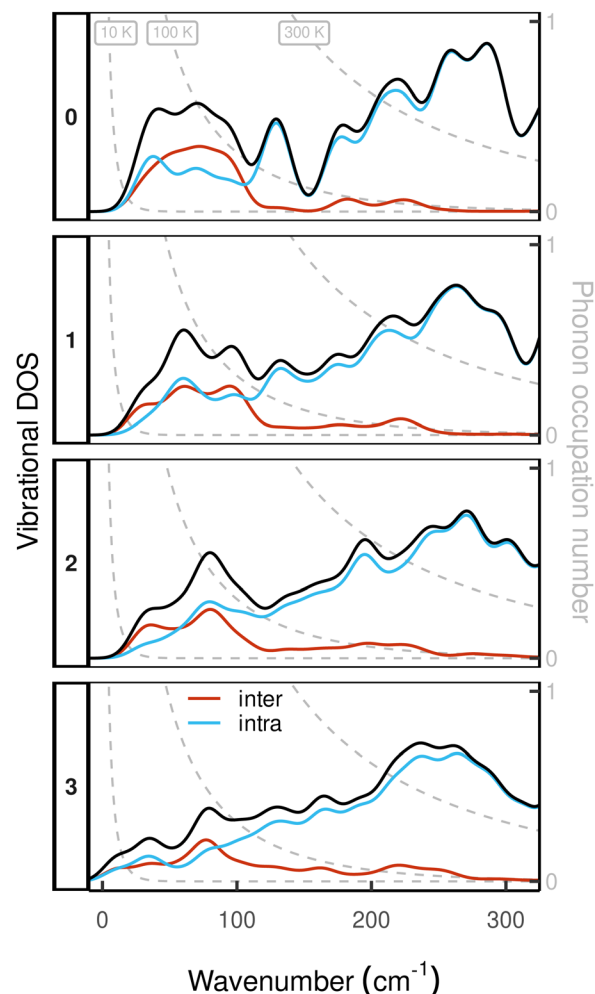 10 K 100 K 300 K
1
0
0
1
1
0
1
2
0
1
inter
intra
3
0
0 100 200 300
Vibrational DOS
Phonon occupation number
Wavenumber (cm⁻¹)